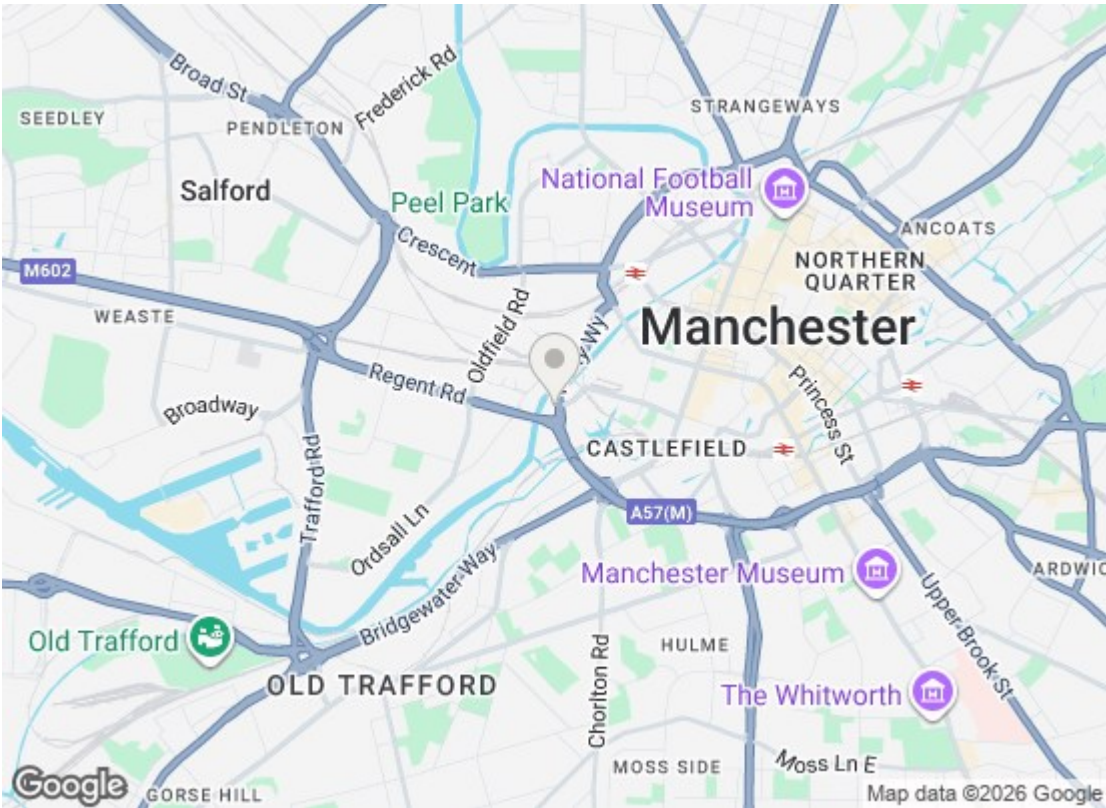 Broad St
Frederick Rd
SEEDLEY
PENDLETON
STRANGEWAYS
Salford
Peel Park
National Football
Museum
Crescent
ANCOATS
M602
NORTHERN
QUARTER
WEASTE
Oldfield Rd
Manchester
Regent Rd
Broadway
Princess St
CASTLEFIELD
Trafford Rd
A57(M)
Ordsall Ln
Manchester Museum
Bridgewater Way
Upper Brook St
Old Trafford
HULME
OLD TRAFFORD
Chorlton Rd
The Whitworth
MOSS SIDE
Moss Ln E
Google
GORSE HILL
Map data ©2026 Google